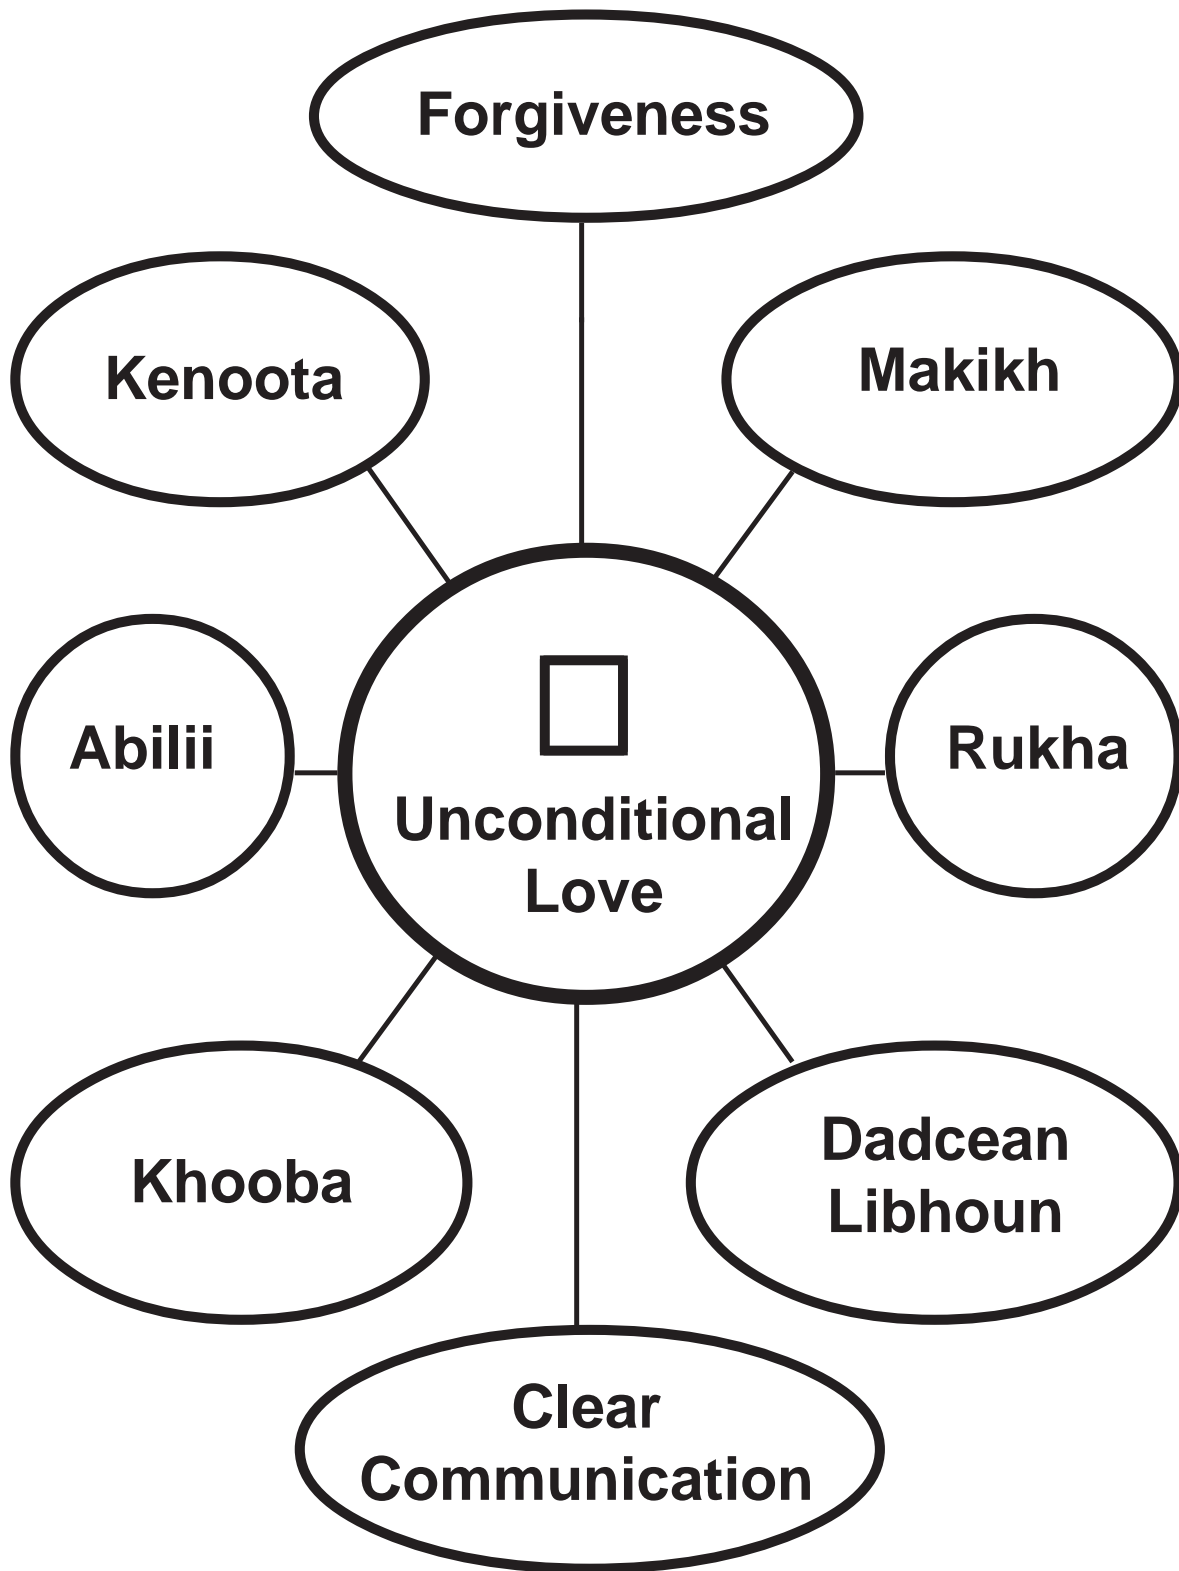 Forgiveness
Kenoota
Makikh
Abilii
Unconditional
Love
Rukha
Khooba
Dadcean
Libhoun
Clear
Communication